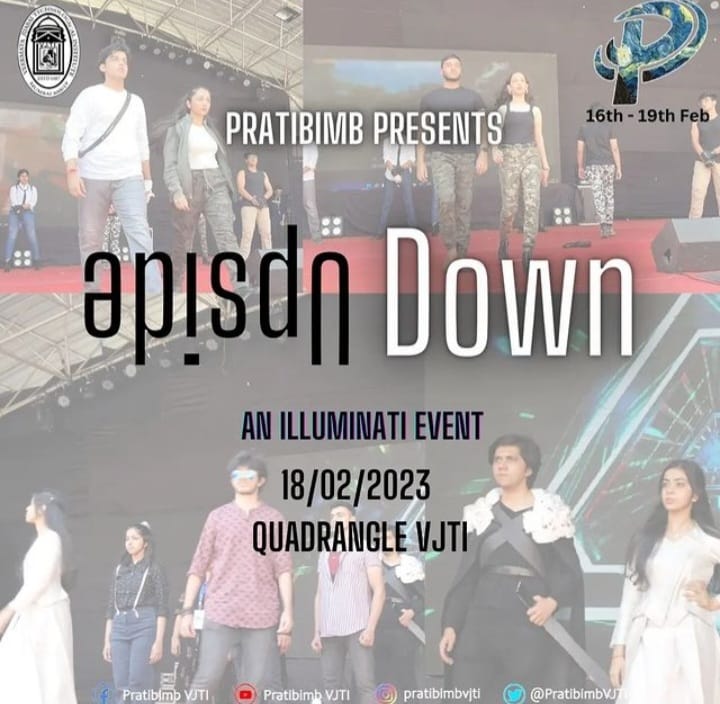 16th - 19th Feb
PRATIBIMB PRESENTS
Upside Down
AN ILLUMINATI EVENT
18/02/2023
QUADRANGLE VJTI
Pratibimb VJTI Pratibimb VJTI pratibimbvjti @PratibimbVJTI